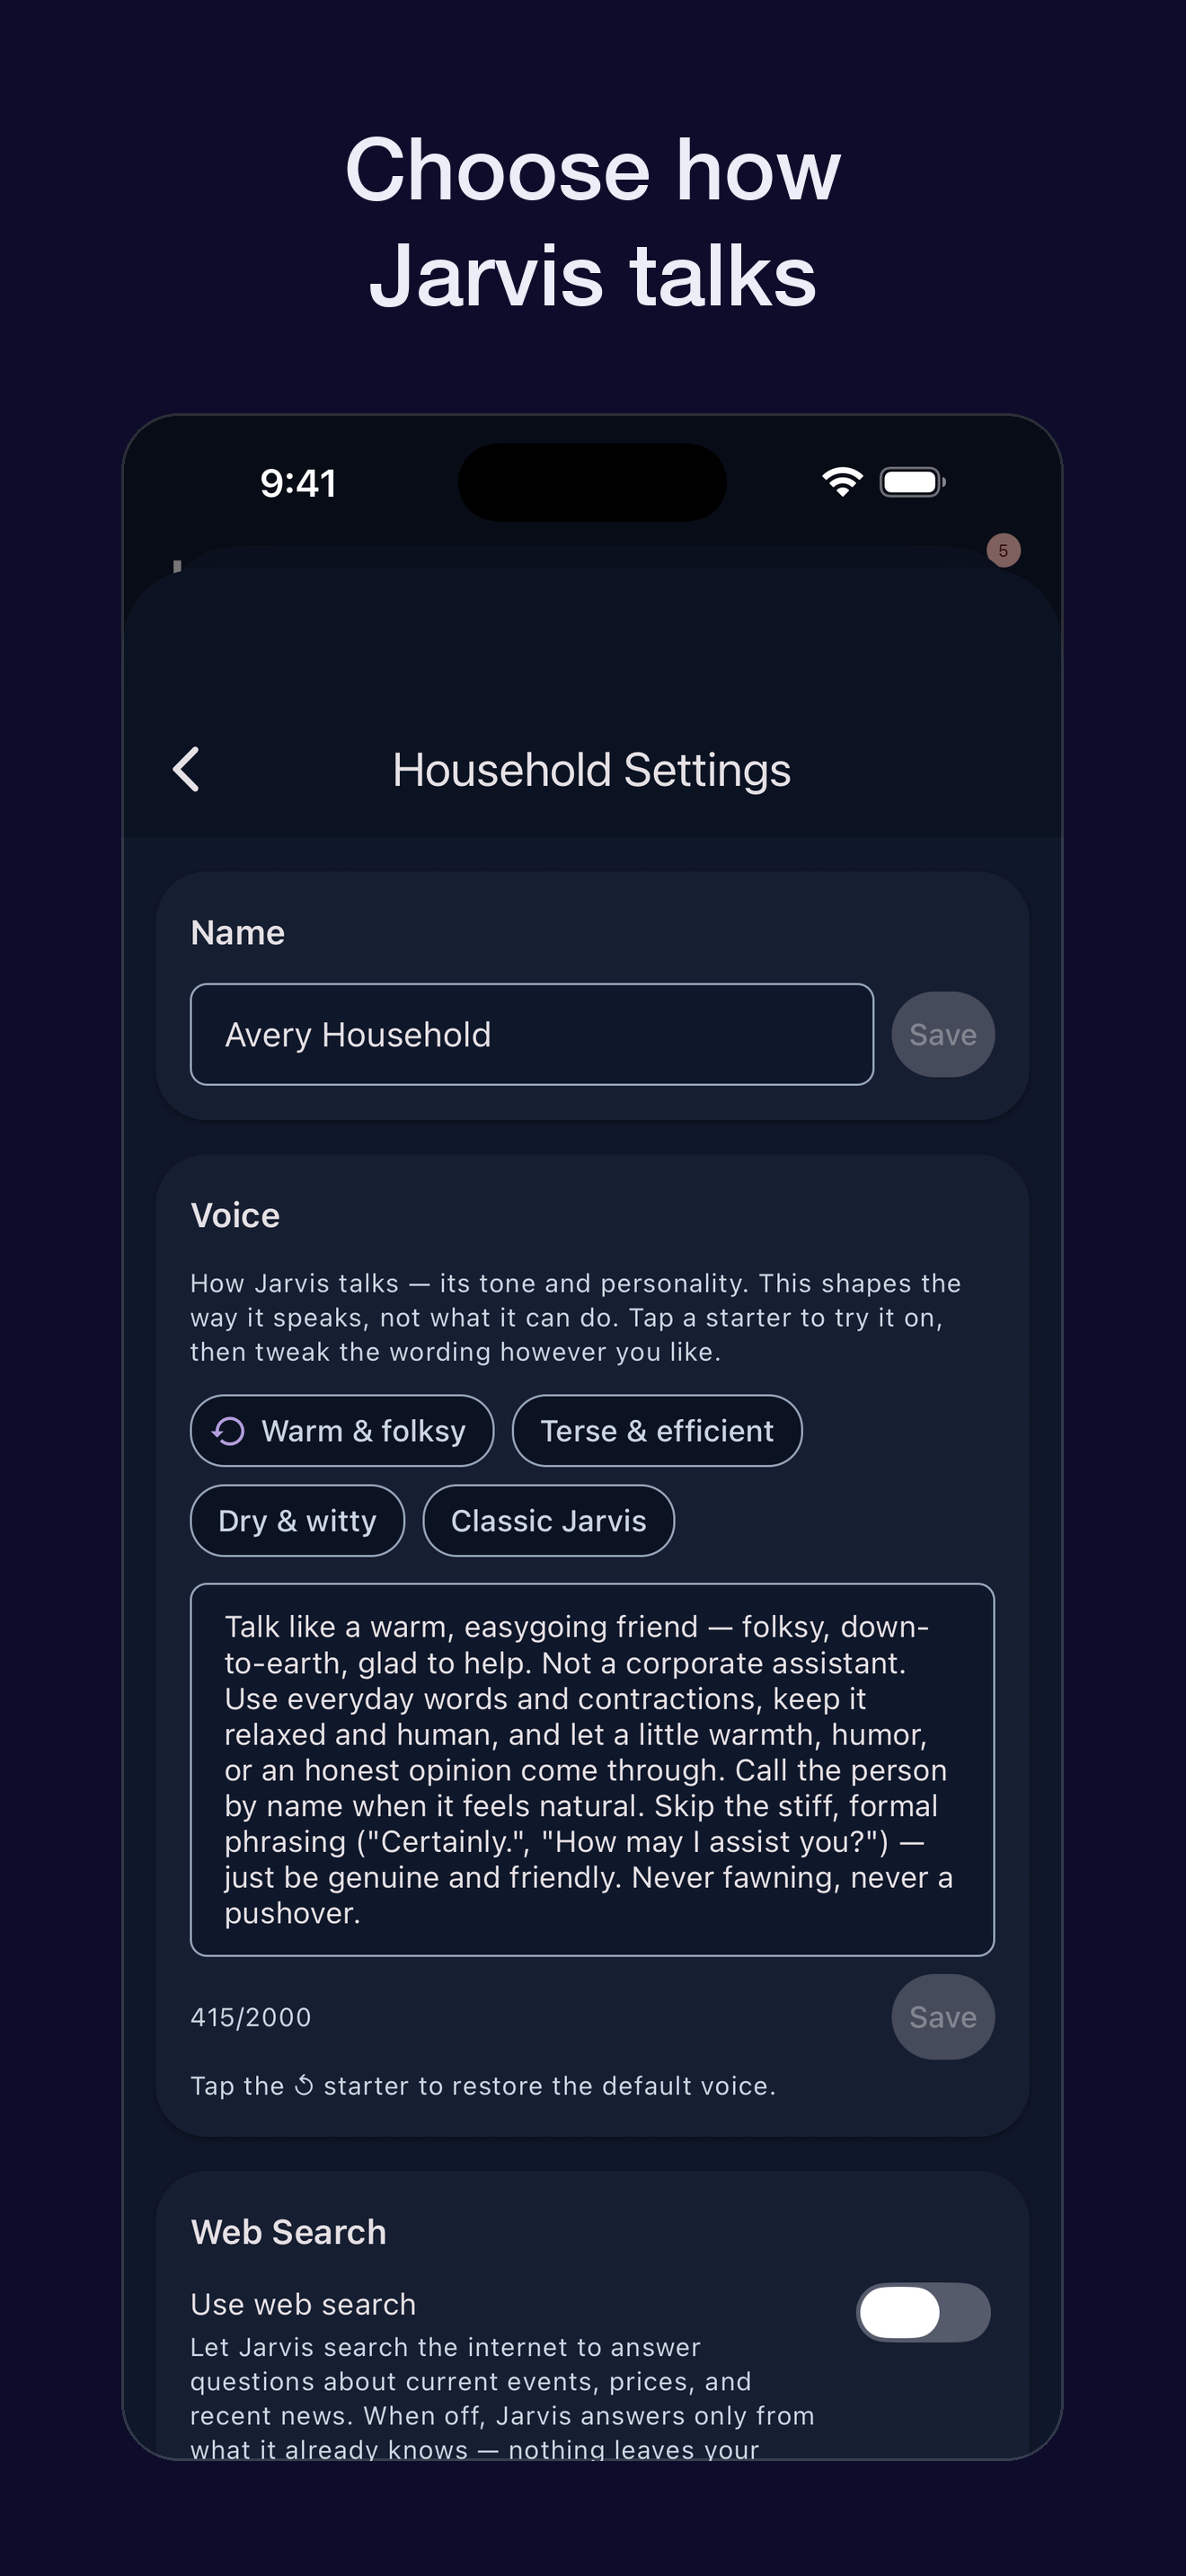 Choose how
Jarvis talks
9:41
5
Household Settings
Name
Avery Household
Save
Voice
How Jarvis talks — its tone and personality. This shapes the
way it speaks, not what it can do. Tap a starter to try it on,
then tweak the wording however you like.
Warm & folksy
Terse & efficient
Dry & witty
Classic Jarvis
Talk like a warm, easygoing friend — folksy, down-
to-earth, glad to help. Not a corporate assistant.
Use everyday words and contractions, keep it
relaxed and human, and let a little warmth, humor,
or an honest opinion come through. Call the person
by name when it feels natural. Skip the stiff, formal
phrasing ("Certainly.", "How may I assist you?") —
just be genuine and friendly. Never fawning, never a
pushover.
415/2000
Save
Tap the ↺ starter to restore the default voice.
Web Search
Use web search
Let Jarvis search the internet to answer
questions about current events, prices, and
recent news. When off, Jarvis answers only from
what it already knows — nothing leaves your